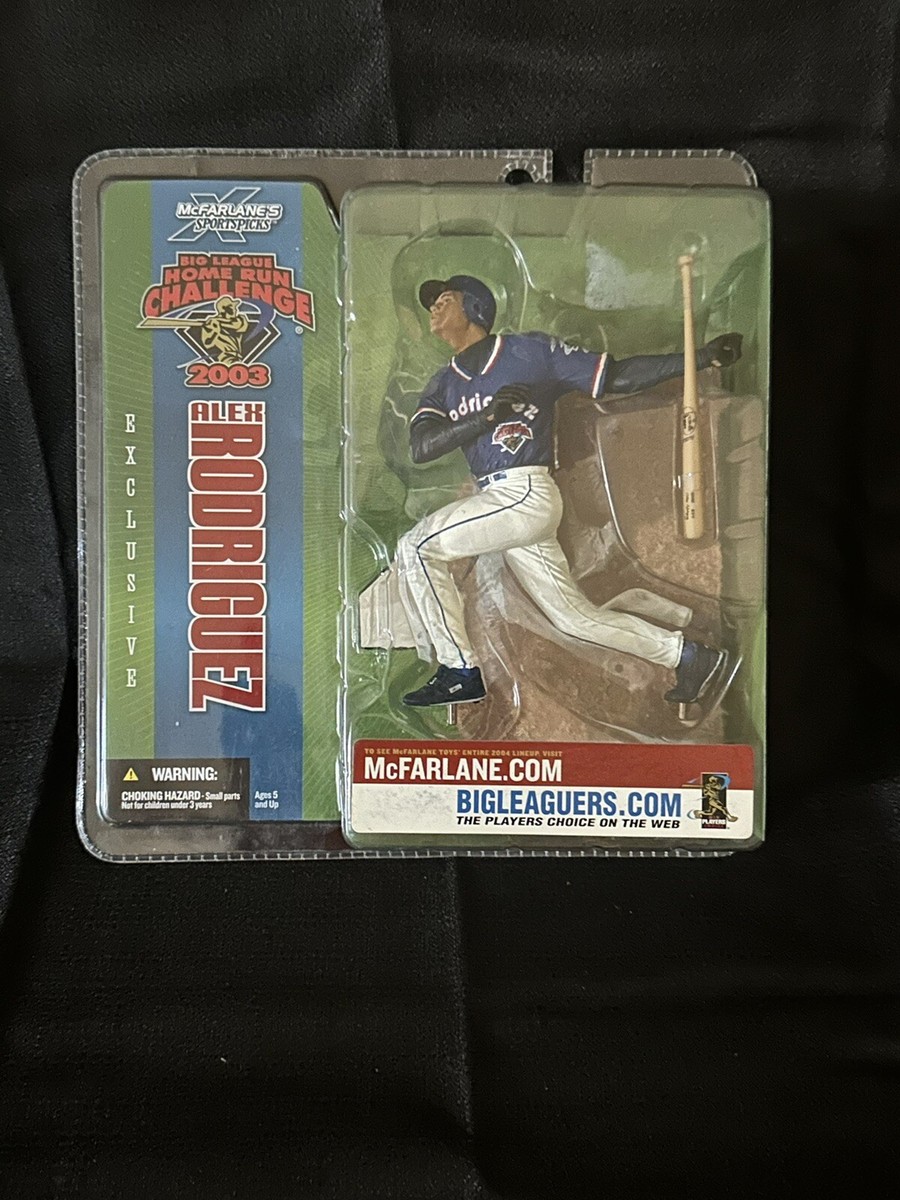 McFARLANE'S
SPORTSPICKS™
BIG LEAGUE
HOME RUN
CHALLENGE
®
2003
EXCLUSIVE
ALEX
RODRIGUEZ
WARNING:
CHOKING HAZARD - Small parts
Not for children under 3 years
Ages 5
and Up
TO SEE McFARLANE TOYS' ENTIRE 2004 LINEUP, VISIT
McFARLANE.COM
BIGLEAGUERS.COM
THE PLAYERS CHOICE ON THE WEB
PLAYERS